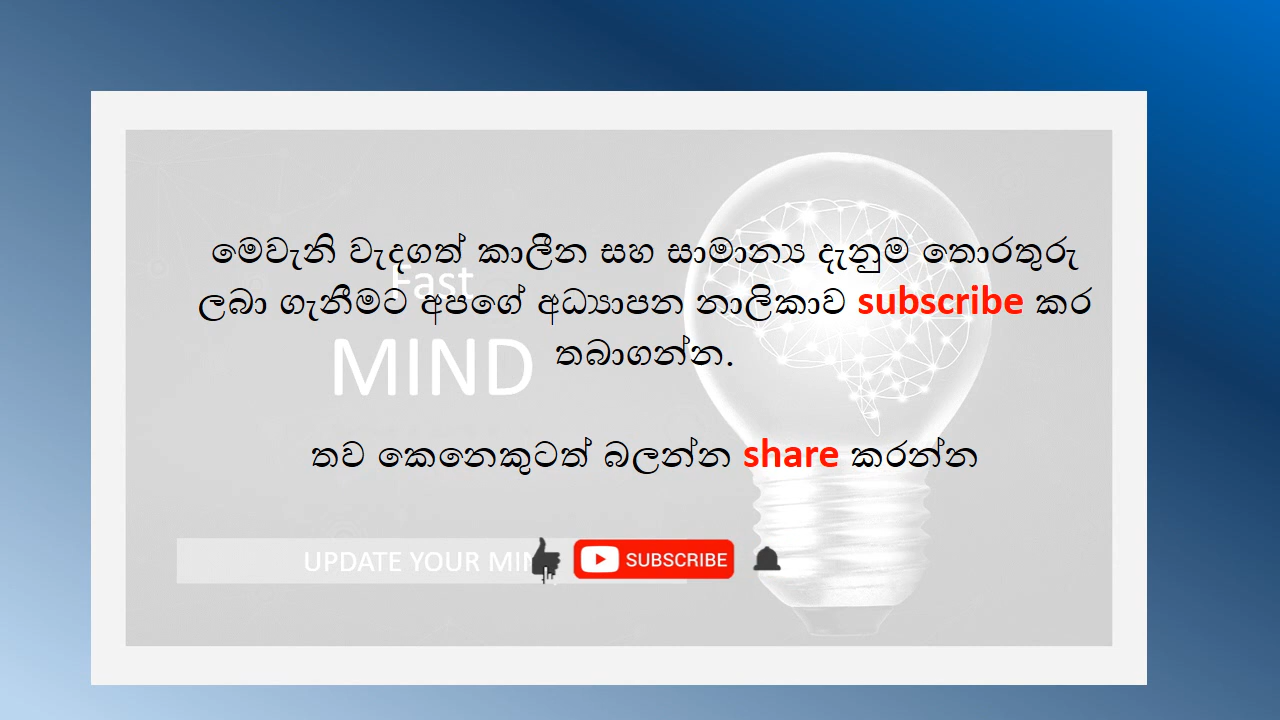 මෙවැනි වැදගත් කාලීන සහ සාමාන්‍ය දැනුම තොරතුරු
Fast
ලබා ගැනීමට අපගේ අධ්‍යාපන නාලිකාව subscribe කර
තබාගන්න.
MIND
තව කෙනෙකුටත් බලන්න share කරන්න
UPDATE YOUR MIND
SUBSCRIBE